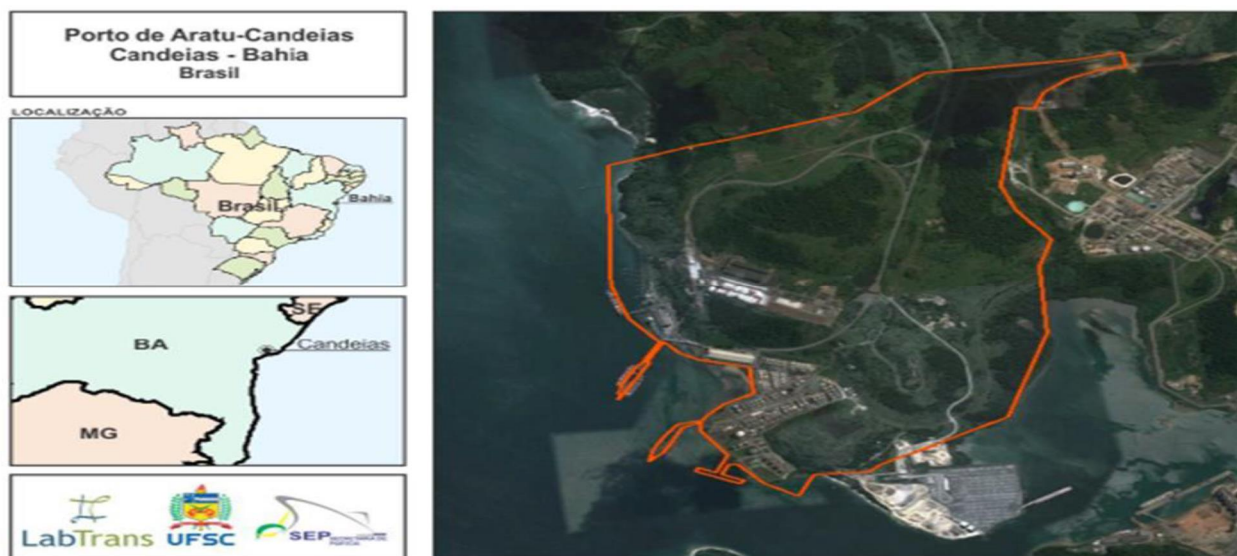 Porto de Aratu-Candeias
Candeias - Bahia
Brasil
LOCALIZAÇÃO
Brasil
Bahia
SE
BA
Candeias
MG
LabTrans
UFSC
SEP